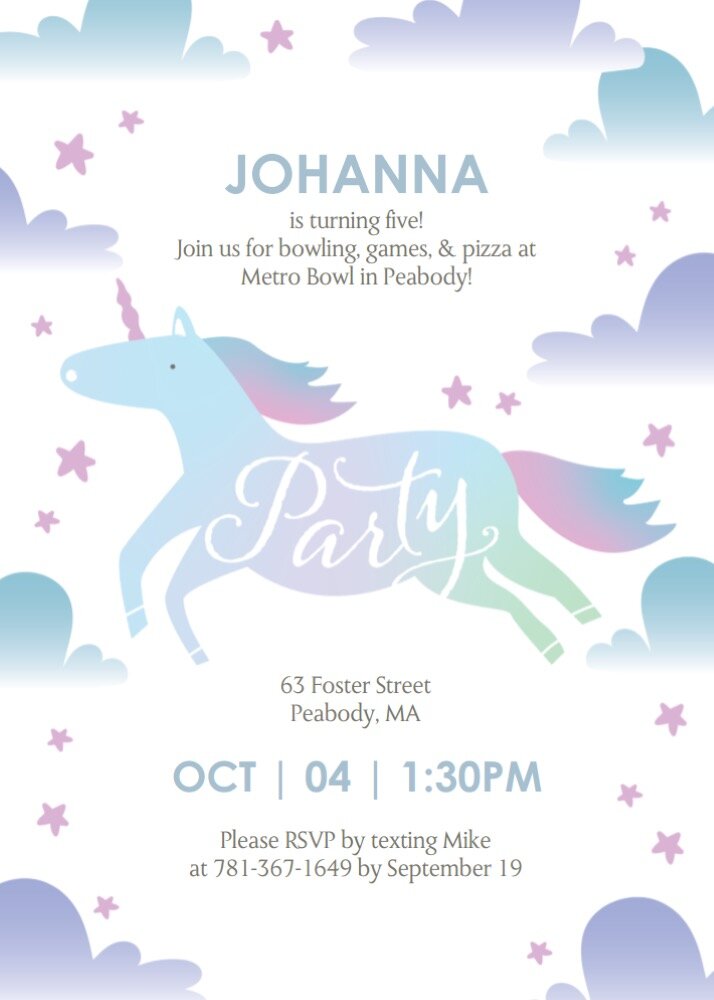 JOHANNA
is turning five!
Join us for bowling, games, & pizza at
Metro Bowl in Peabody!
Party
63 Foster Street
Peabody, MA
OCT | 04 | 1:30PM
Please RSVP by texting Mike
at 781-367-1649 by September 19